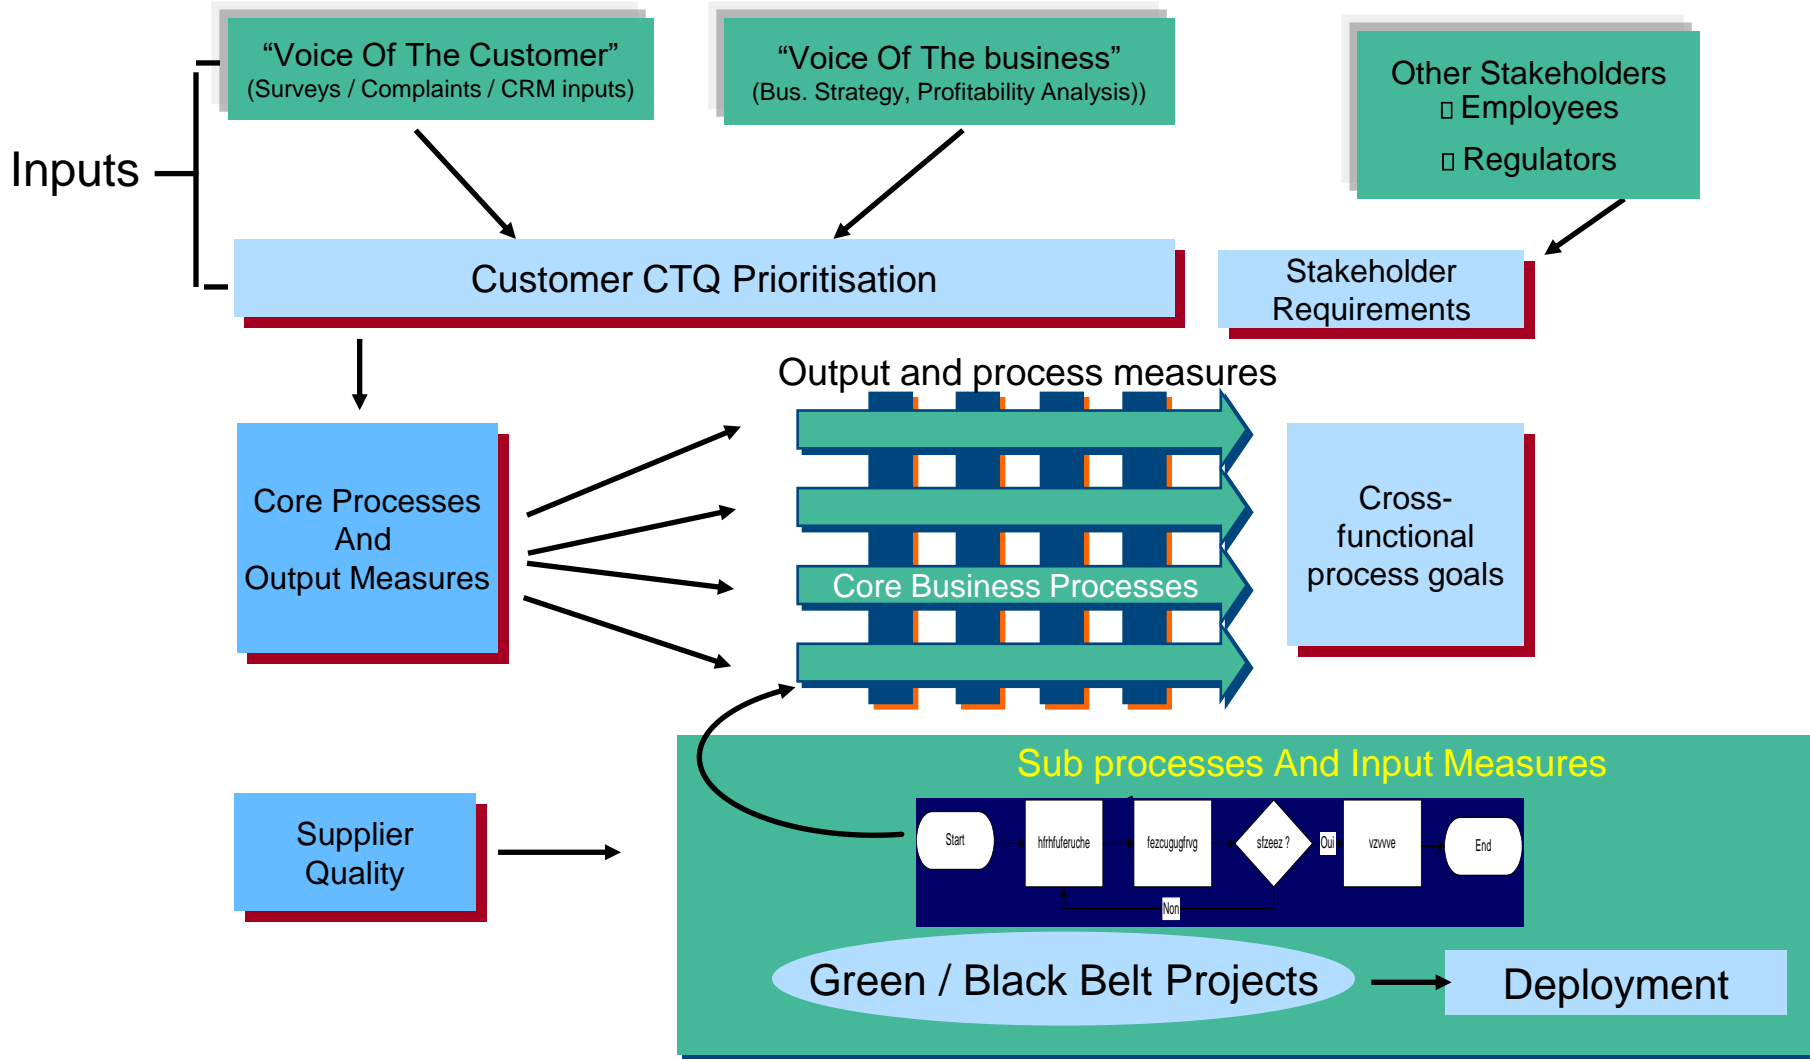 “Voice Of The Customer”
(Surveys / Complaints / CRM inputs)
“Voice Of The business”
(Bus. Strategy, Profitability Analysis))
Other Stakeholders
Employees
Regulators
Inputs
Customer CTQ Prioritisation
Stakeholder
Requirements
Output and process measures
Core Processes
And
Output Measures
Core Business Processes
Cross-
functional
process goals
Sub processes And Input Measures
Supplier
Quality
Start
hfrhfuferuche
fezcugugfrvg
sfzeez ?
Oui
vzvvve
End
Non
Green / Black Belt Projects
Deployment